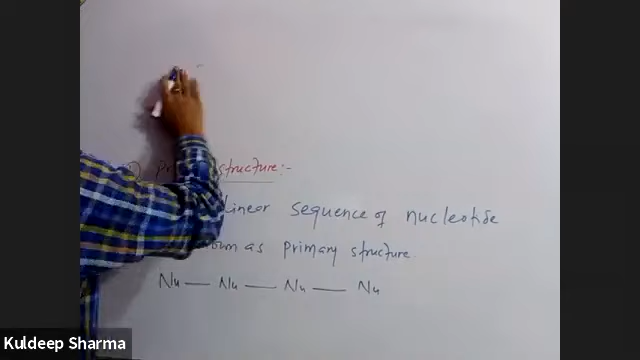 structure:-
Linear sequence of nucleotide
as primary structure.
Nu — Nu — Nu — Nu
Kuldeep Sharma